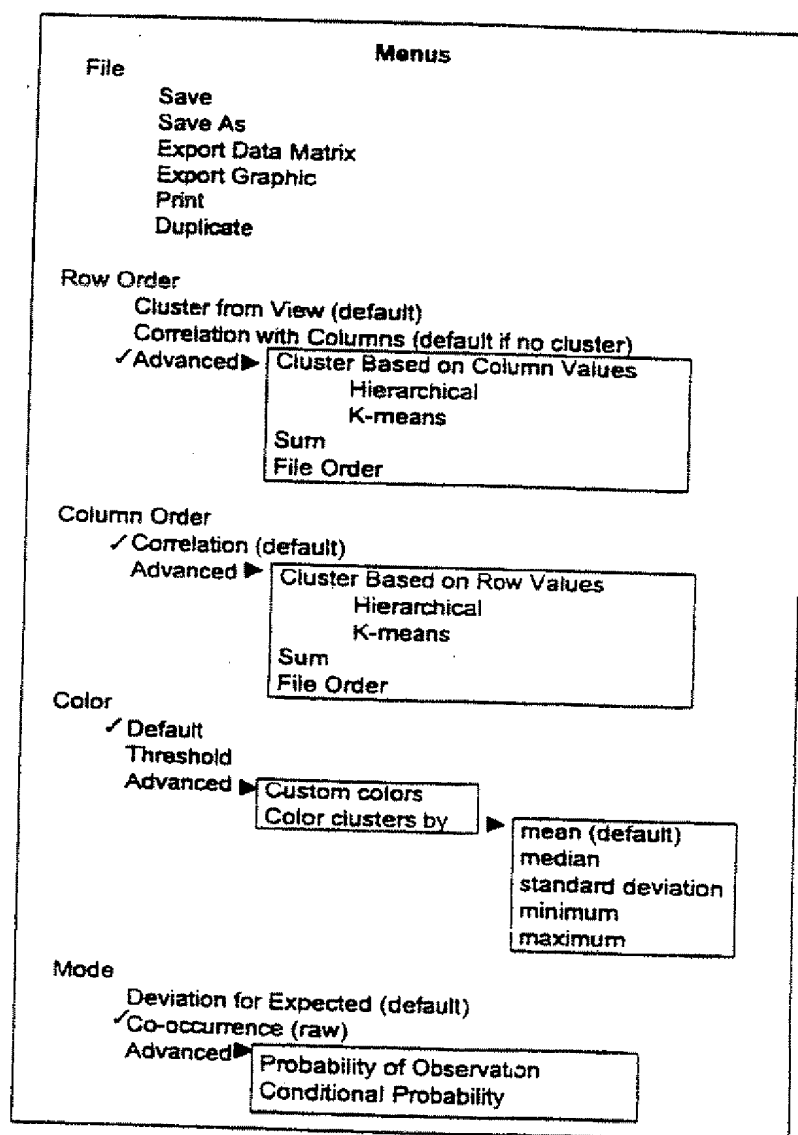 Menus
File
Save
Save As
Export Data Matrix
Export Graphic
Print
Duplicate
Row Order
Cluster from View (default)
Correlation with Columns (default if no cluster)
✓Advanced▶ Cluster Based on Column Values
Hierarchical
K-means
Sum
File Order
Column Order
✓Correlation (default)
Advanced ▶ Cluster Based on Row Values
Hierarchical
K-means
Sum
File Order
Color
✓Default
Threshold
Advanced ▶ Custom colors
Color clusters by ▶ mean (default)
median
standard deviation
minimum
maximum
Mode
Deviation for Expected (default)
✓Co-occurrence (raw)
Advanced▶ Probability of Observation
Conditional Probability